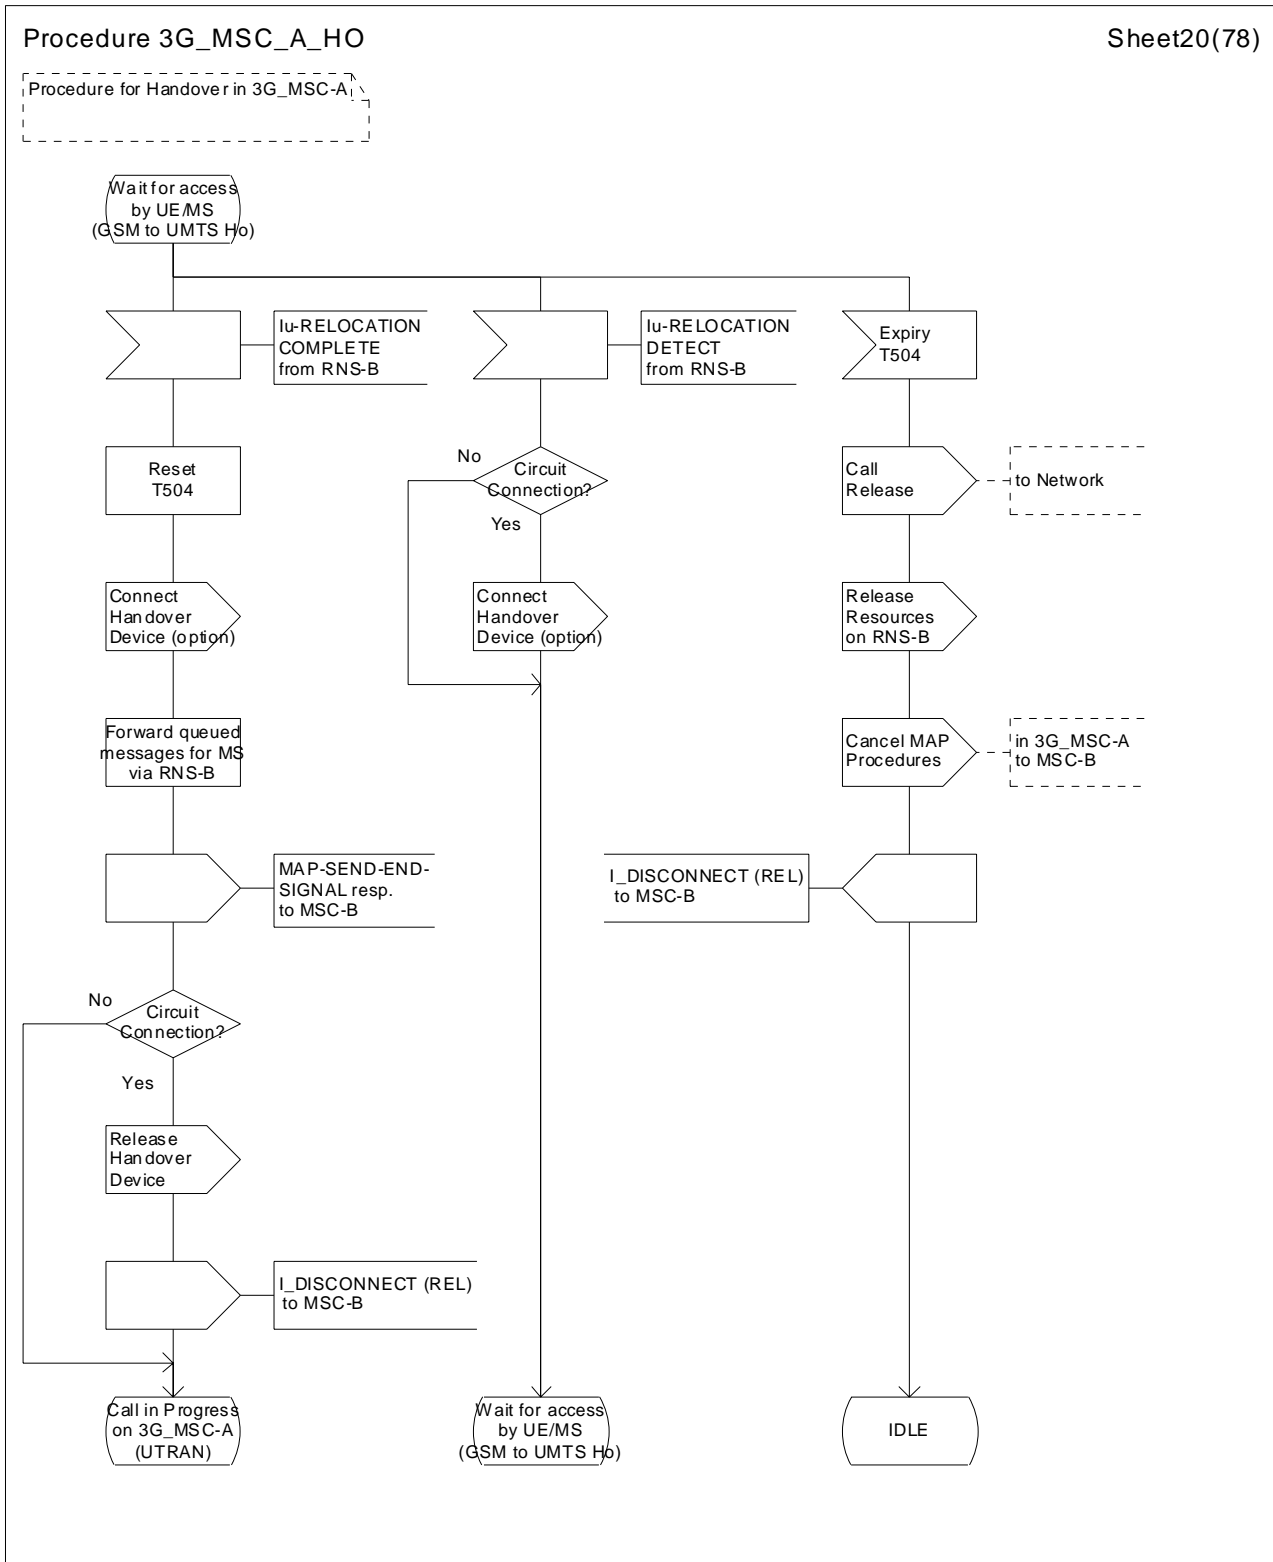 Procedure 3G_MSC_A_HO
Sheet20(78)
Procedure for Handover in 3G_MSC-A
Wait for access
by UE/MS
(GSM to UMTS Ho)
Iu-RELOCATION
COMPLETE
from RNS-B
Iu-RELOCATION
DETECT
from RNS-B
Expiry
T504
Reset
T504
No
Circuit
Connection?
Yes
Call
Release
to Network
Connect
Handover
Device (option)
Connect
Handover
Device (option)
Release
Resources
on RNS-B
Forward queued
messages for MS
via RNS-B
Cancel MAP
Procedures
in 3G_MSC-A
to MSC-B
MAP-SEND-END-
SIGNAL resp.
to MSC-B
I_DISCONNECT (REL)
to MSC-B
No
Circuit
Connection?
Yes
Release
Handover
Device
I_DISCONNECT (REL)
to MSC-B
Call in Progress
on 3G_MSC-A
(UTRAN)
Wait for access
by UE/MS
(GSM to UMTS Ho)
IDLE